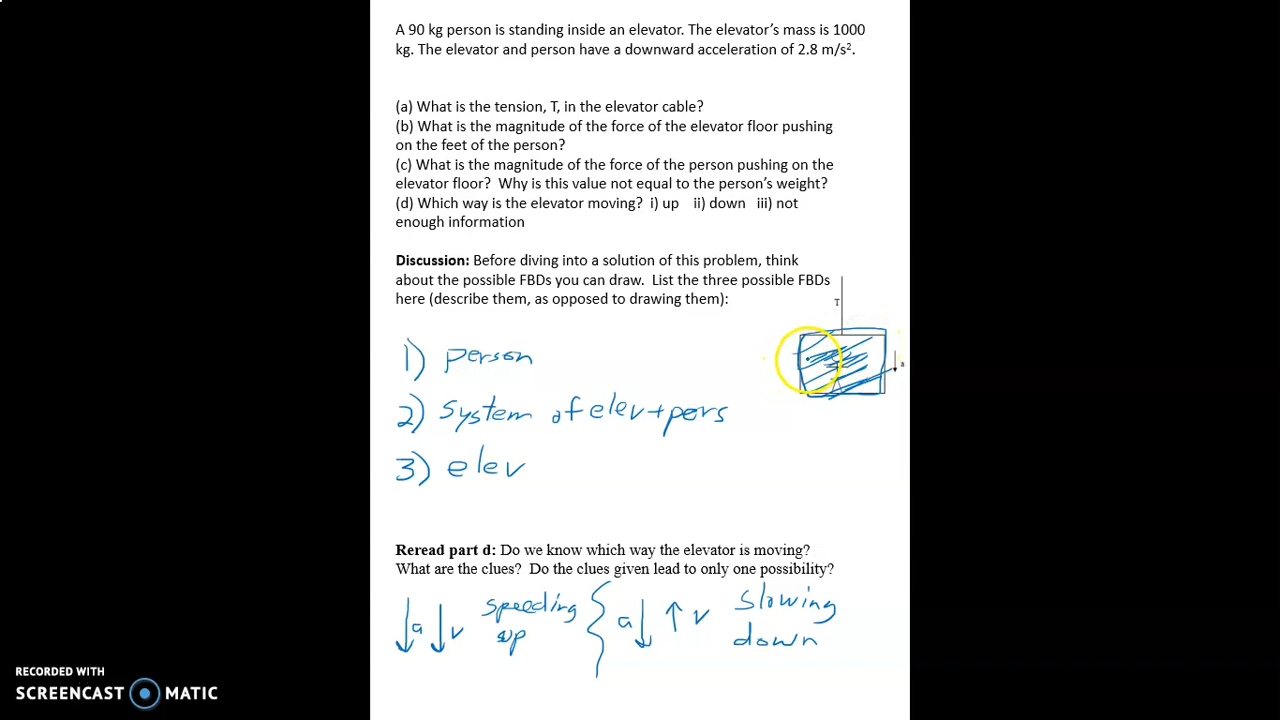 A 90 kg person is standing inside an elevator. The elevator's mass is 1000
kg. The elevator and person have a downward acceleration of 2.8 m/s².
(a) What is the tension, T, in the elevator cable?
(b) What is the magnitude of the force of the elevator floor pushing
on the feet of the person?
(c) What is the magnitude of the force of the person pushing on the
elevator floor? Why is this value not equal to the person's weight?
(d) Which way is the elevator moving? i) up ii) down iii) not
enough information
Discussion: Before diving into a solution of this problem, think
about the possible FBDs you can draw. List the three possible FBDs
here (describe them, as opposed to drawing them):
T
1) person
a
2) system of elev+pers
3) elev
Reread part d: Do we know which way the elevator is moving?
What are the clues? Do the clues given lead to only one possibility?
↓a ↓v speeding up { a↓ ↑v slowing down
RECORDED WITH
SCREENCAST MATIC